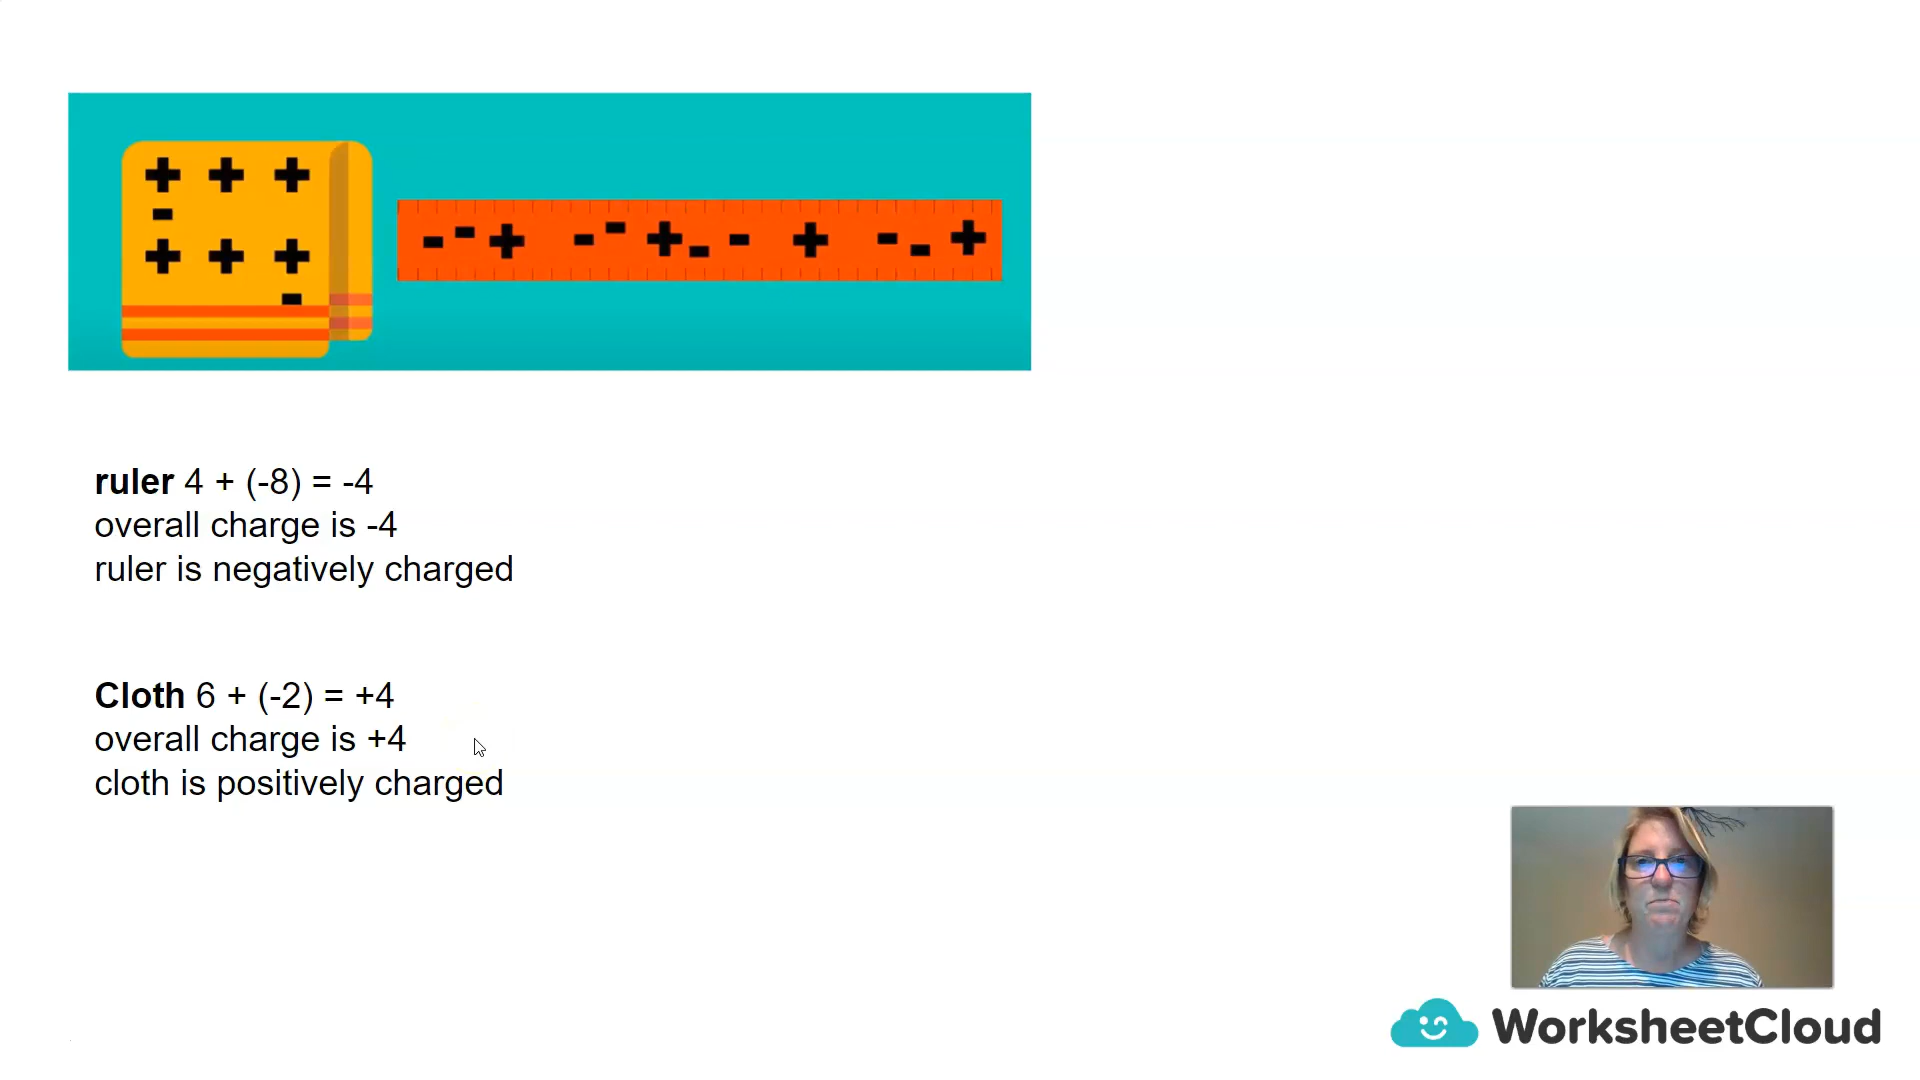 + + +
-
+ + +
-
- - + - - + - - + - - +
ruler 4 + (-8) = -4
overall charge is -4
ruler is negatively charged
Cloth 6 + (-2) = +4
overall charge is +4
cloth is positively charged
WorksheetCloud